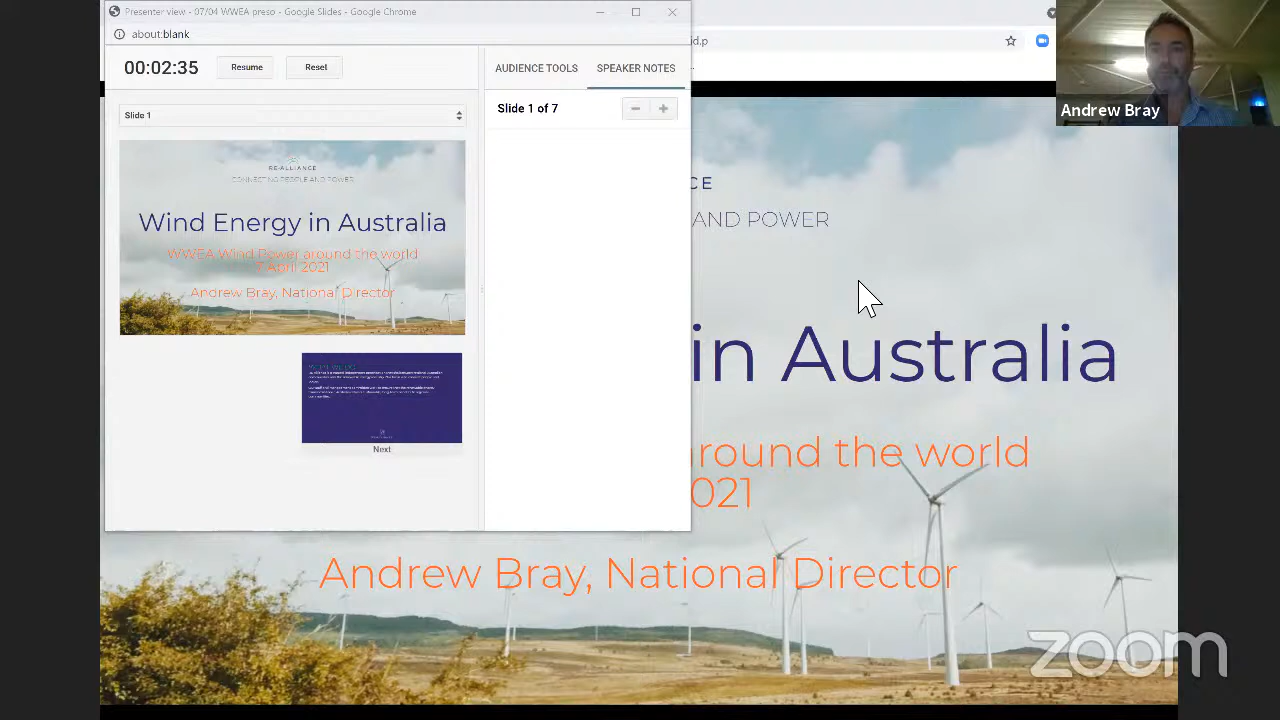 Presenter view - 07/04 WWEA preso - Google Slides - Google Chrome
about:blank
00:02:35
Resume
Reset
AUDIENCE TOOLS
SPEAKER NOTES
Slide 1 of 7
Slide 1
RE-ALLIANCE
CONNECTING PEOPLE AND POWER
Wind Energy in Australia
WWEA Wind Power around the world
7 April 2021
Andrew Bray, National Director
Next
id.p
Andrew Bray
CE
AND POWER
in Australia
around the world
021
Andrew Bray, National Director
zoom